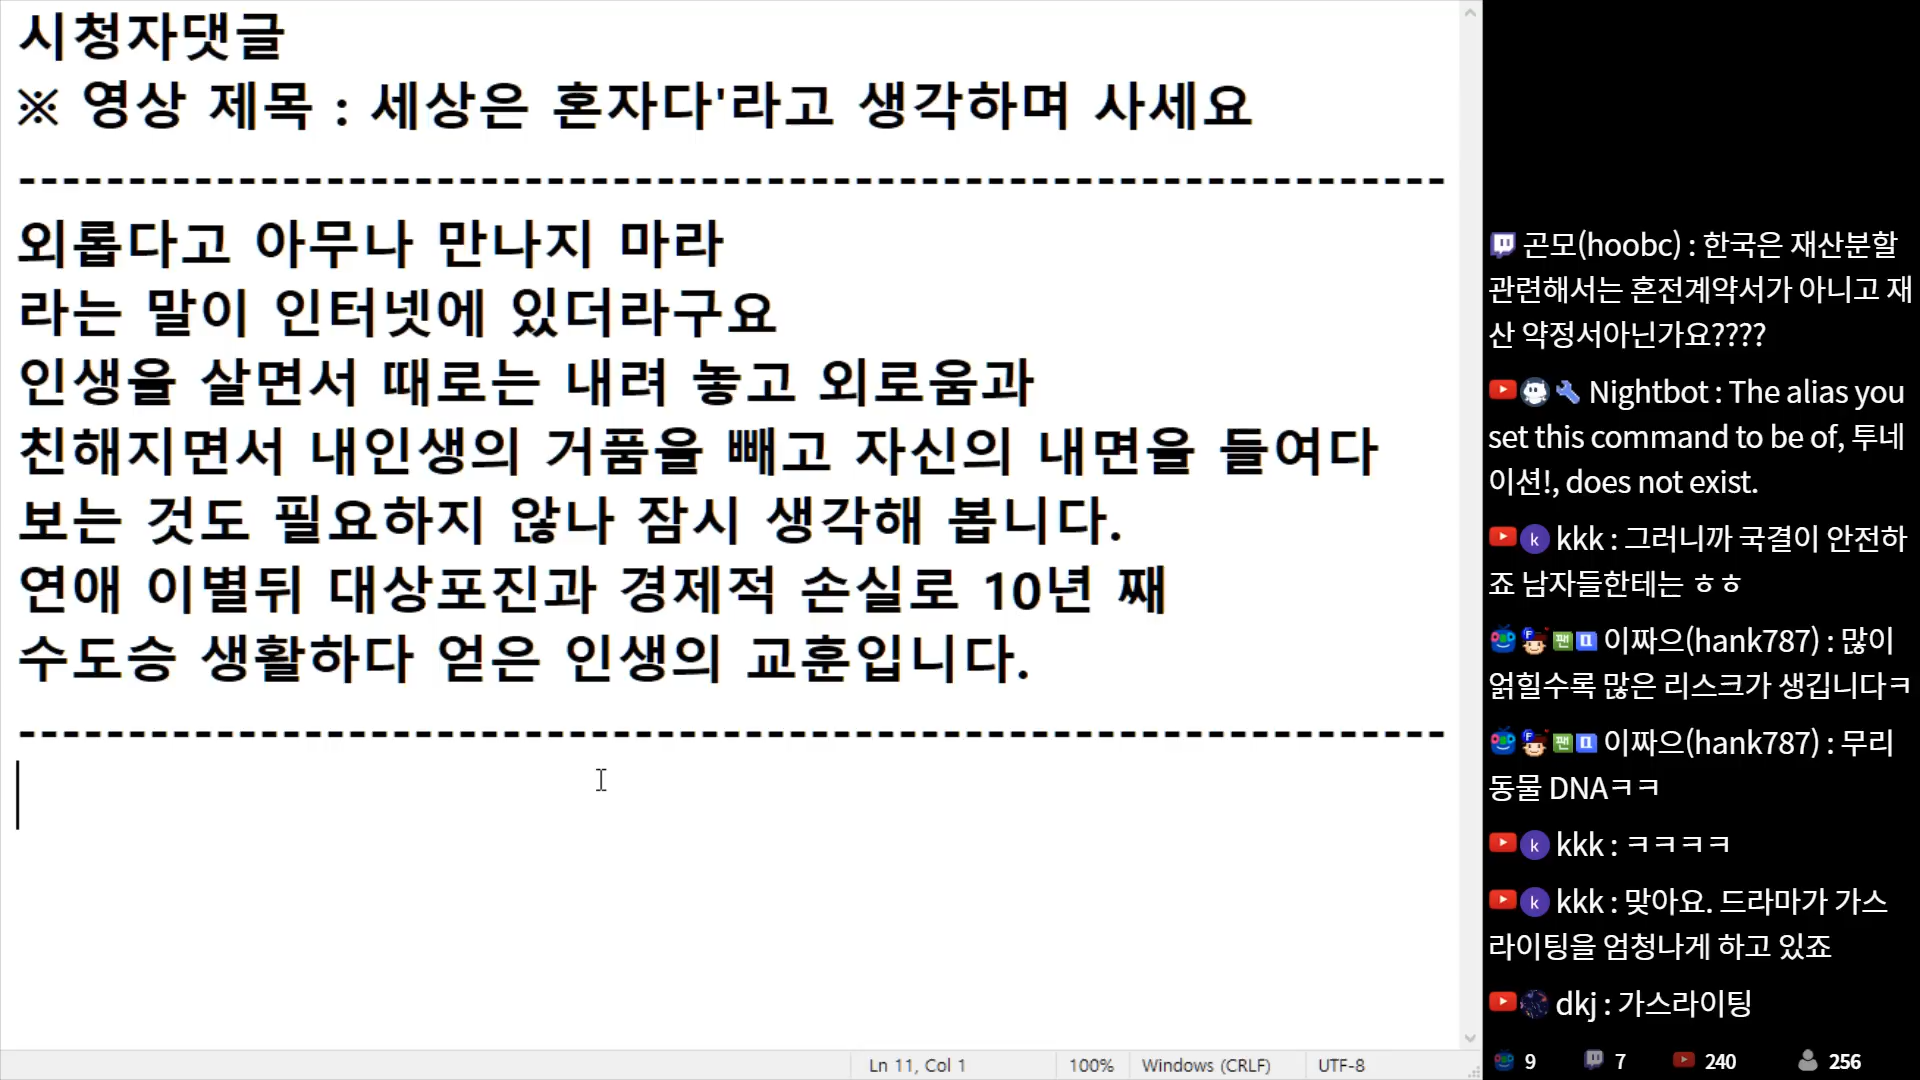 시청자댓글
※ 영상 제목 : 세상은 혼자다'라고 생각하며 사세요
------------------------------------------------------------------
외롭다고 아무나 만나지 마라
라는 말이 인터넷에 있더라구요
인생을 살면서 때로는 내려 놓고 외로움과
친해지면서 내인생의 거품을 빼고 자신의 내면을 들여다
보는 것도 필요하지 않나 잠시 생각해 봅니다.
연애 이별뒤 대상포진과 경제적 손실로 10년 째
수도승 생활하다 얻은 인생의 교훈입니다.
------------------------------------------------------------------
Ln 11, Col 1 100% Windows (CRLF) UTF-8
곤모(hoobc) : 한국은 재산분할
관련해서는 혼전계약서가 아니고 재
산 약정서아닌가요????
Nightbot : The alias you
set this command to be of, 투네
이션!, does not exist.
k kkk : 그러니까 국결이 안전하
죠 남자들한테는 ㅎㅎ
F 팬 n 이짜으(hank787) : 많이
얽힐수록 많은 리스크가 생깁니다ㅋ
F 팬 n 이짜으(hank787) : 무리
동물 DNAㅋㅋ
k kkk : ㅋㅋㅋㅋ
k kkk : 맞아요. 드라마가 가스
라이팅을 엄청나게 하고 있죠
dkj : 가스라이팅
9 7 240 256